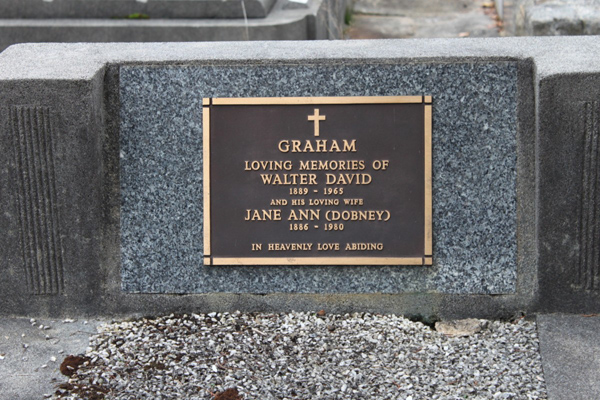 GRAHAM
LOVING MEMORIES OF
WALTER DAVID
1889 - 1965
AND HIS LOVING WIFE
JANE ANN (DOBNEY)
1886 - 1980
IN HEAVENLY LOVE ABIDING